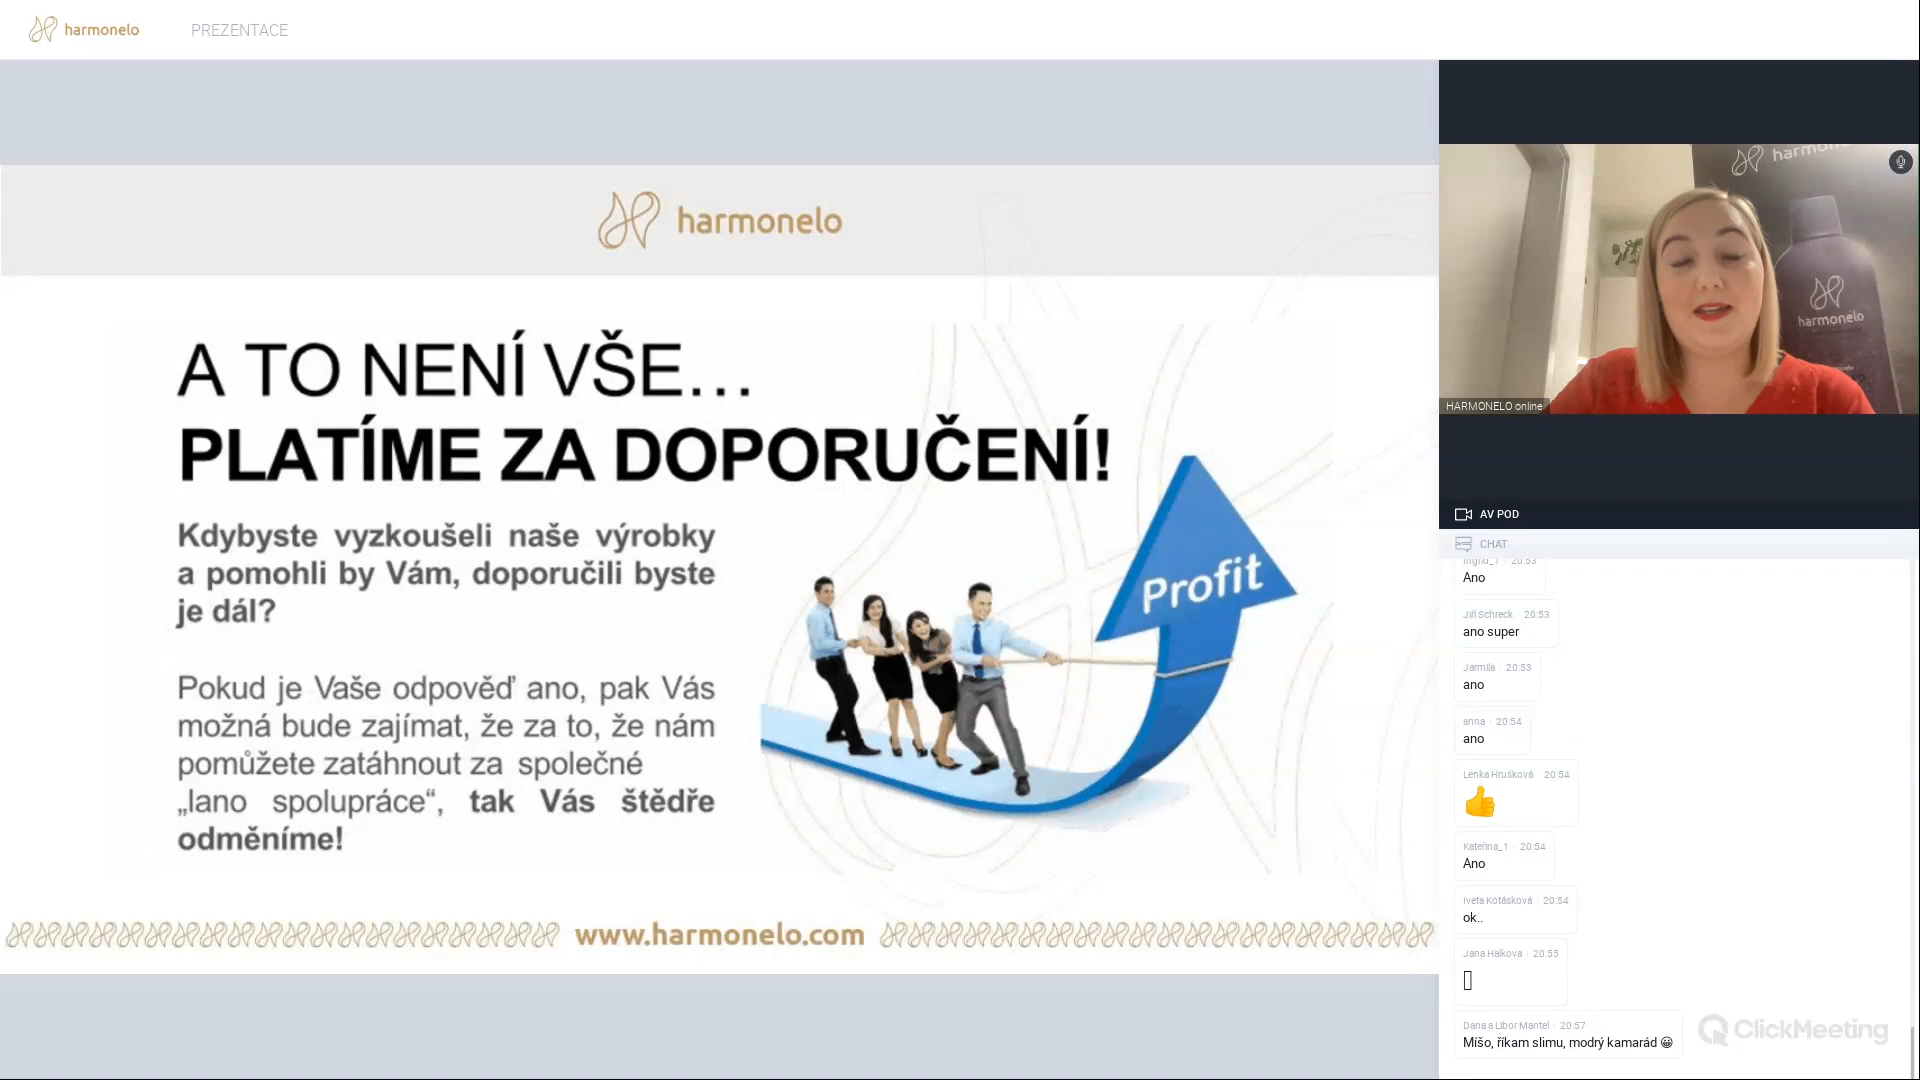 harmonelo
PREZENTACE
harmonelo
A TO NENÍ VŠE…
PLATÍME ZA DOPORUČENÍ!
Kdybyste vyzkoušeli naše výrobky
a pomohli by Vám, doporučili byste
je dál?
Pokud je Vaše odpověď ano, pak Vás
možná bude zajímat, že za to, že nám
pomůžete zatáhnout za společné
„lano spolupráce“, tak Vás štědře
odměníme!
Profit
www.harmonelo.com
harmonelo
HARMONELO online
AV POD
CHAT
Ingrid_1 20:53
Ano
Jiří Schreck 20:53
ano super
Jarmila 20:53
ano
anna 20:54
ano
Lenka Hrušková 20:54
👍
Kateřina_1 20:54
Ano
Iveta Kotásková 20:54
ok..
Jana Halkova 20:55
Dana a Libor Mantel 20:57
Míšo, říkam slimu, modrý kamarád 😀
ClickMeeting